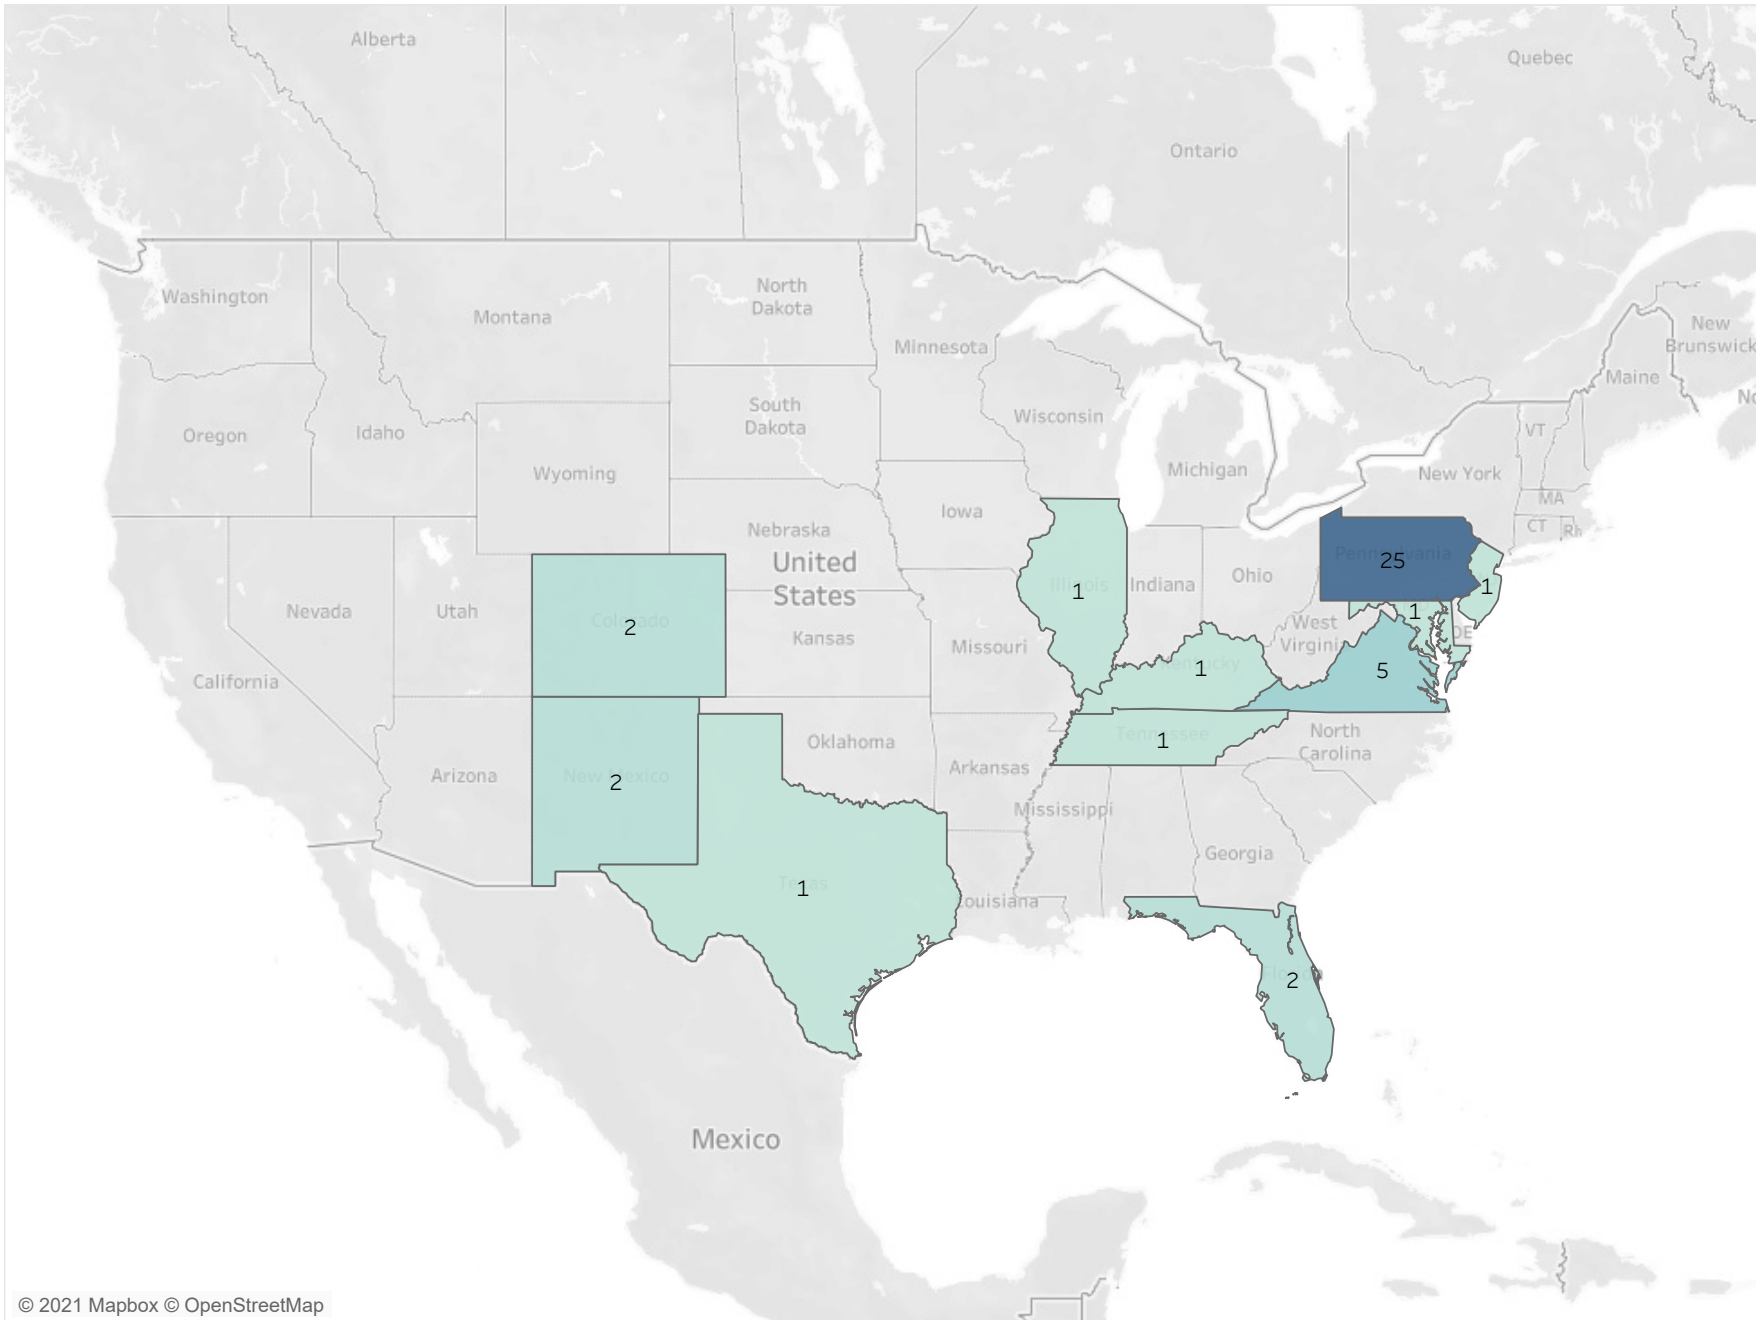 Alberta
Quebec
Ontario
Washington
North
Dakota
Montana
New
Brunswick
Minnesota
Maine
No
South
Dakota
Wisconsin
Oregon
Idaho
VT
Wyoming
Michigan
New York
MA
Iowa
Nebraska
CT
RI
Pennsylvania
25
United
States
Illinois
1
Indiana
Ohio
1
Nevada
Utah
Colorado
2
Kansas
West
Virginia
1
DE
Missouri
Kentucky
1
5
California
Tennessee
1
North
Carolina
Oklahoma
Arizona
New Mexico
2
Arkansas
Mississippi
Georgia
Texas
1
Louisiana
Florida
2
Mexico
© 2021 Mapbox © OpenStreetMap